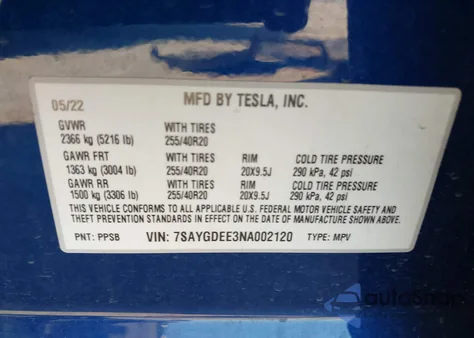 05/22 MFD BY TESLA, INC.
GVWR WITH TIRES
2366 kg (5216 lb) 255/40R20
GAWR FRT WITH TIRES RIM COLD TIRE PRESSURE
1363 kg (3004 lb) 255/40R20 20X9.5J 290 kPa, 42 psi
GAWR RR WITH TIRES RIM COLD TIRE PRESSURE
1500 kg (3306 lb) 255/40R20 20X9.5J 290 kPa, 42 psi
THIS VEHICLE CONFORMS TO ALL APPLICABLE U.S. FEDERAL MOTOR VEHICLE SAFETY AND
THEFT PREVENTION STANDARDS IN EFFECT ON THE DATE OF MANUFACTURE SHOWN ABOVE.
PNT: PPSB VIN: 7SAYGDEE3NA002120 TYPE: MPV